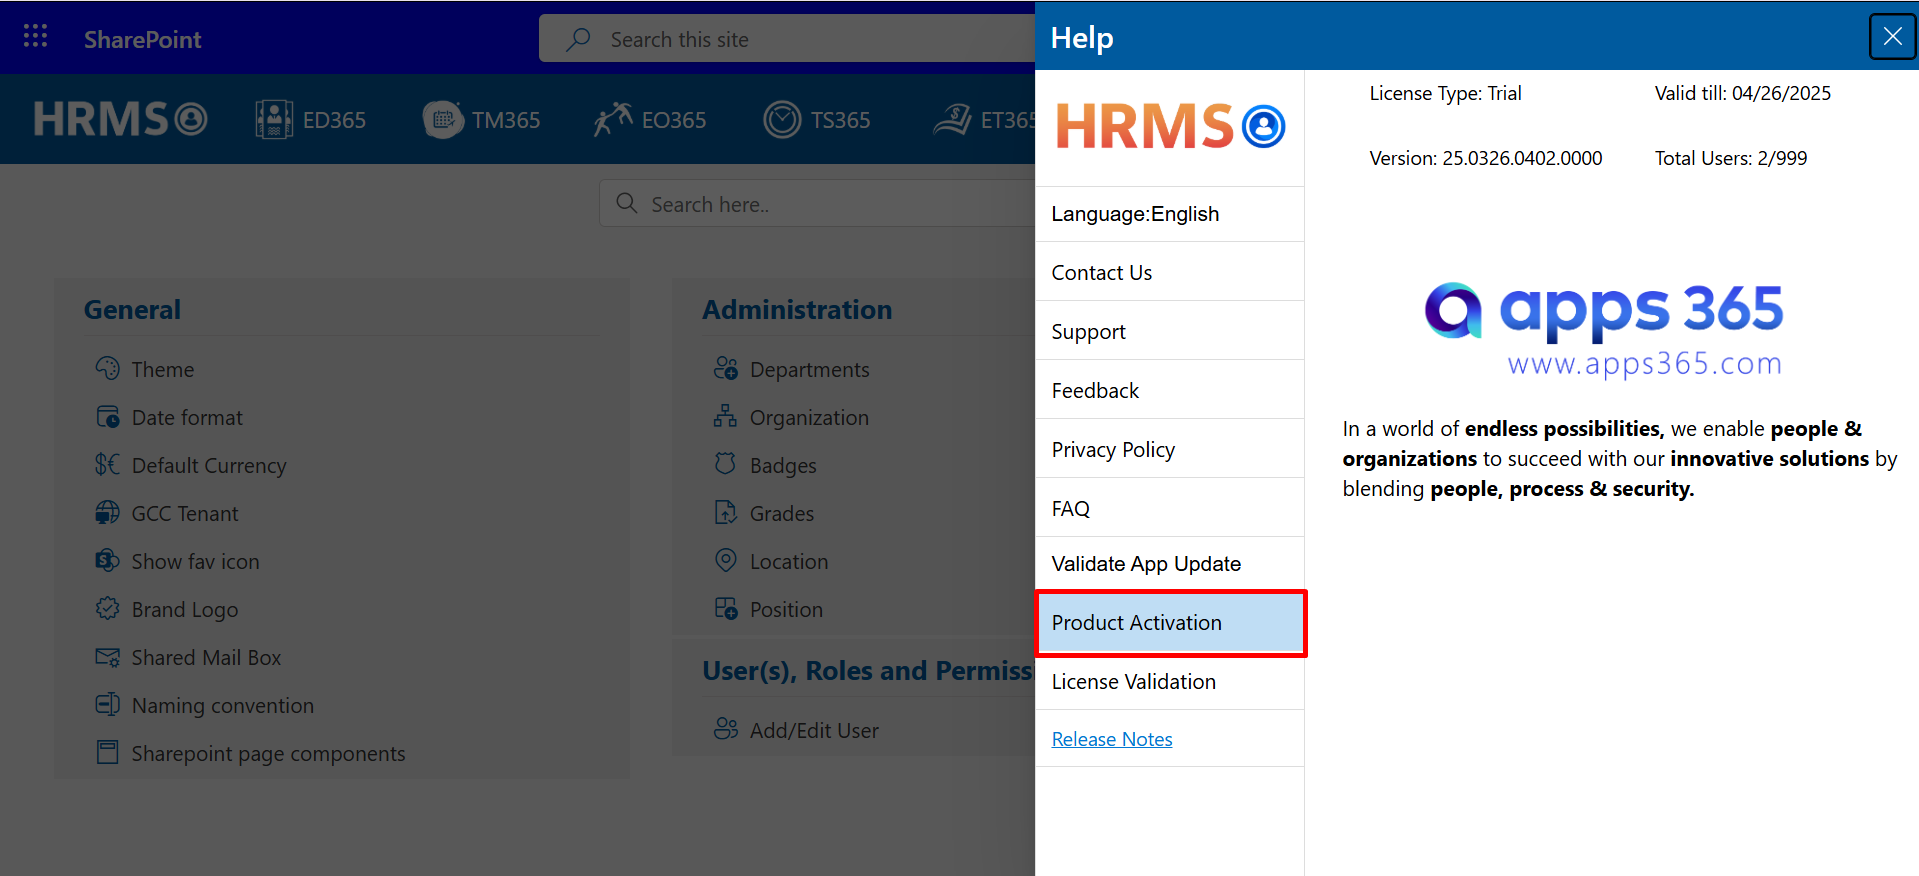 SharePoint
Search this site
HRMS
ED365
TM365
EO365
TS365
ET365
Search here..
General
Theme
Date format
$€ Default Currency
GCC Tenant
Show fav icon
Brand Logo
Shared Mail Box
Naming convention
Sharepoint page components
Administration
Departments
Organization
Badges
Grades
Location
Position
User(s), Roles and Permiss
Add/Edit User
Help
HRMS
Language:English
Contact Us
Support
Feedback
Privacy Policy
FAQ
Validate App Update
Product Activation
License Validation
Release Notes
License Type: Trial
Valid till: 04/26/2025
Version: 25.0326.0402.0000
Total Users: 2/999
apps 365
www.apps365.com
In a world of endless possibilities, we enable people &
organizations to succeed with our innovative solutions by
blending people, process & security.